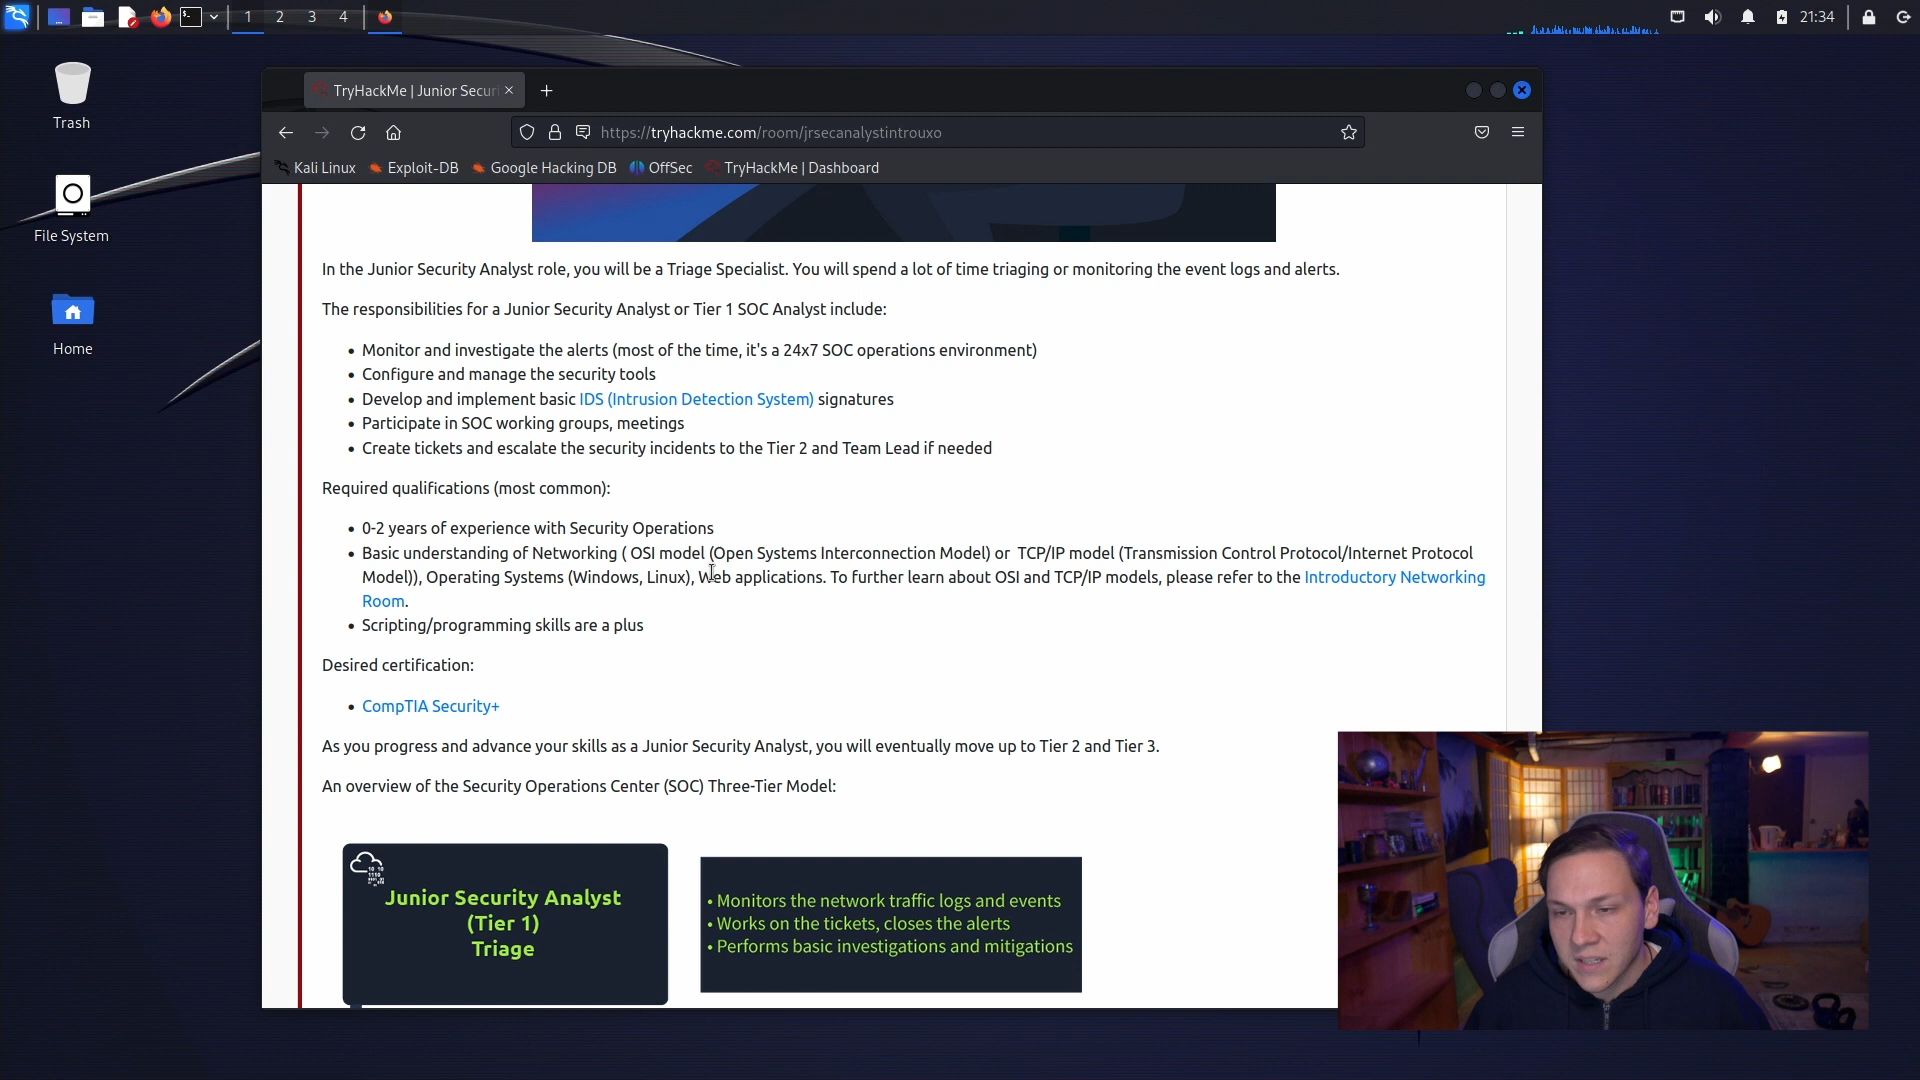 1 2 3 4 21:34
Trash
File System
Home
TryHackMe | Junior Securi
https://tryhackme.com/room/jrsecanalystintrouxo
Kali Linux Exploit-DB Google Hacking DB OffSec TryHackMe | Dashboard
In the Junior Security Analyst role, you will be a Triage Specialist. You will spend a lot of time triaging or monitoring the event logs and alerts.
The responsibilities for a Junior Security Analyst or Tier 1 SOC Analyst include:
• Monitor and investigate the alerts (most of the time, it's a 24x7 SOC operations environment)
• Configure and manage the security tools
• Develop and implement basic IDS (Intrusion Detection System) signatures
• Participate in SOC working groups, meetings
• Create tickets and escalate the security incidents to the Tier 2 and Team Lead if needed
Required qualifications (most common):
• 0-2 years of experience with Security Operations
• Basic understanding of Networking ( OSI model (Open Systems Interconnection Model) or TCP/IP model (Transmission Control Protocol/Internet Protocol
Model)), Operating Systems (Windows, Linux), Web applications. To further learn about OSI and TCP/IP models, please refer to the Introductory Networking
Room.
• Scripting/programming skills are a plus
Desired certification:
• CompTIA Security+
As you progress and advance your skills as a Junior Security Analyst, you will eventually move up to Tier 2 and Tier 3.
An overview of the Security Operations Center (SOC) Three-Tier Model:
Junior Security Analyst
(Tier 1)
Triage
• Monitors the network traffic logs and events
• Works on the tickets, closes the alerts
• Performs basic investigations and mitigations